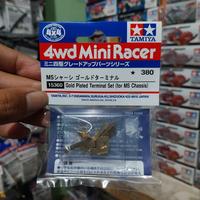 4x4
4wd Mini Racer
TAMIYA
ミニ四駆グレードアップパーツシリーズ
★ 380
MSシャーシ ゴールドターミナル
15360 Gold Plated Terminal Set (for MS Chassis)